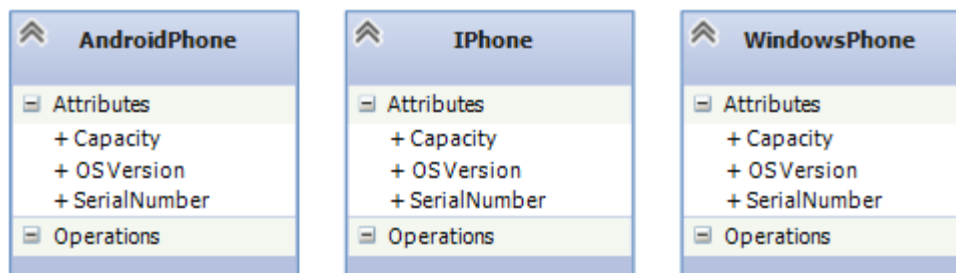 AndroidPhone
Attributes
+ Capacity
+ OSVersion
+ SerialNumber
Operations
IPhone
Attributes
+ Capacity
+ OSVersion
+ SerialNumber
Operations
WindowsPhone
Attributes
+ Capacity
+ OSVersion
+ SerialNumber
Operations